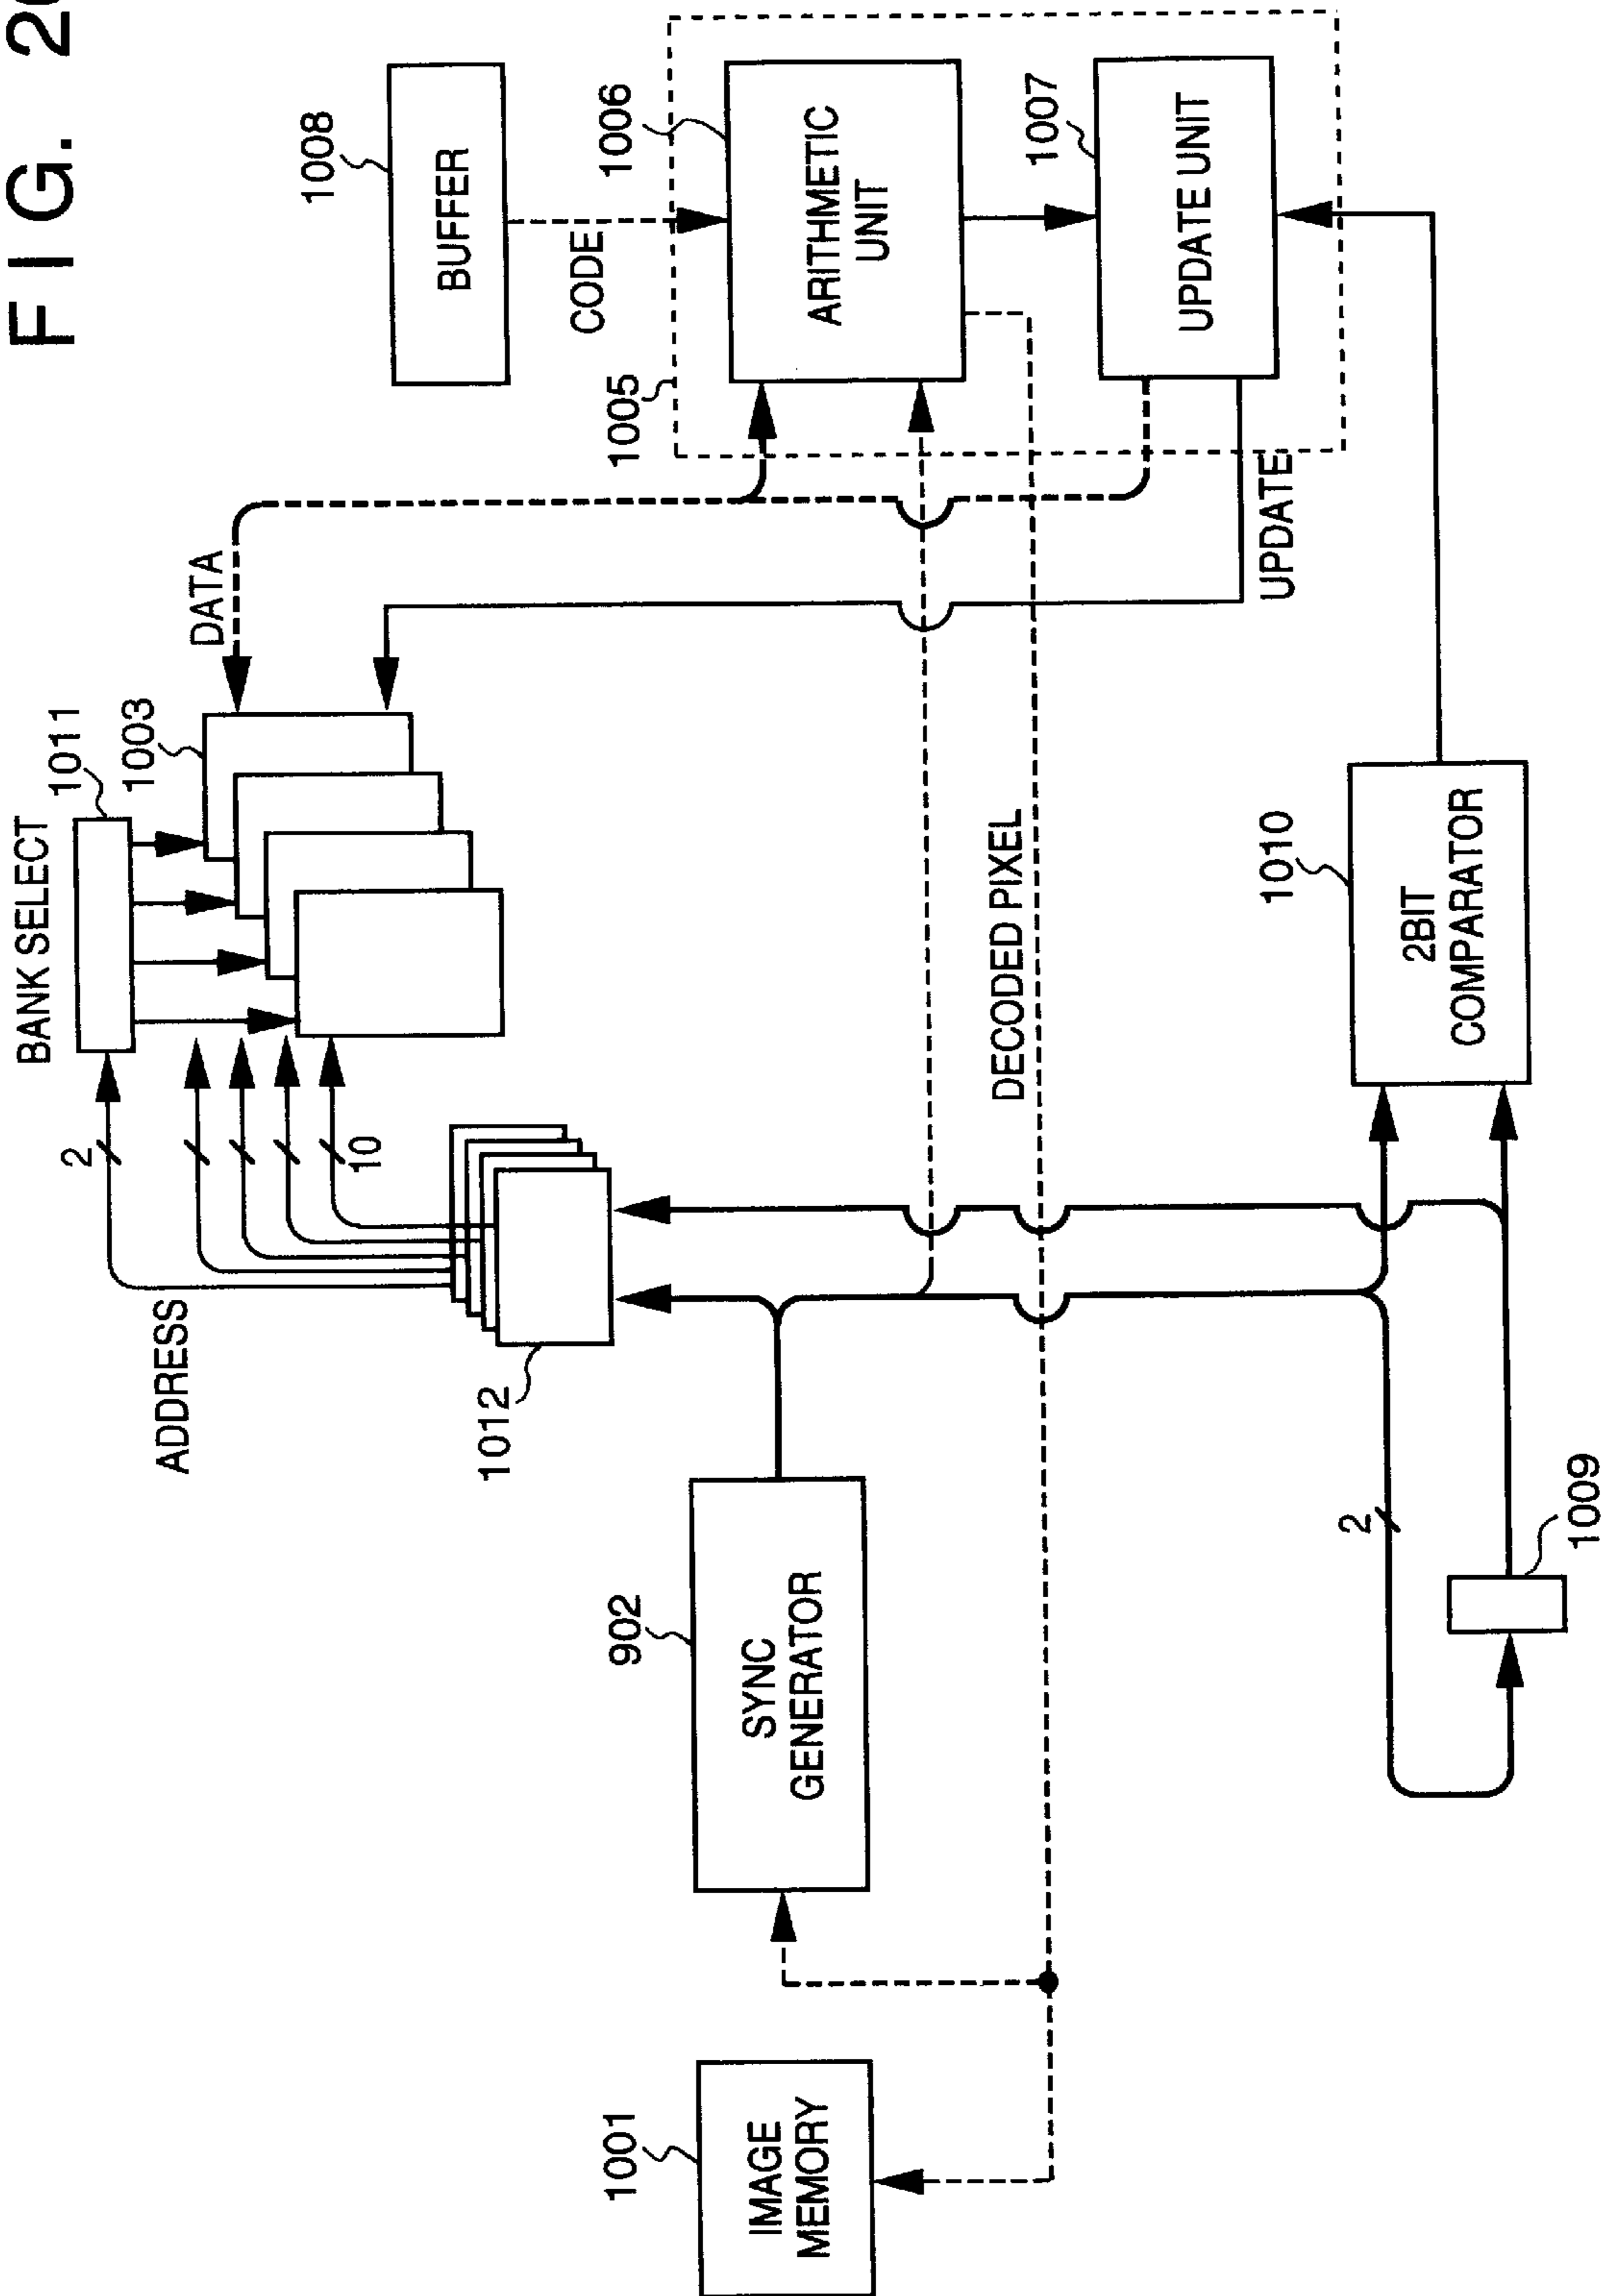 F I G. 2
1008
BUFFER
CODE
1005
1006
ARITHMETIC
UNIT
1007
UPDATE UNIT
DATA
UPDATE
BANK SELECT
1011
1003
2
10
ADDRESS
1012
DECODED PIXEL
1010
2BIT
COMPARATOR
902
SYNC
GENERATOR
2
1009
1001
IMAGE
MEMORY